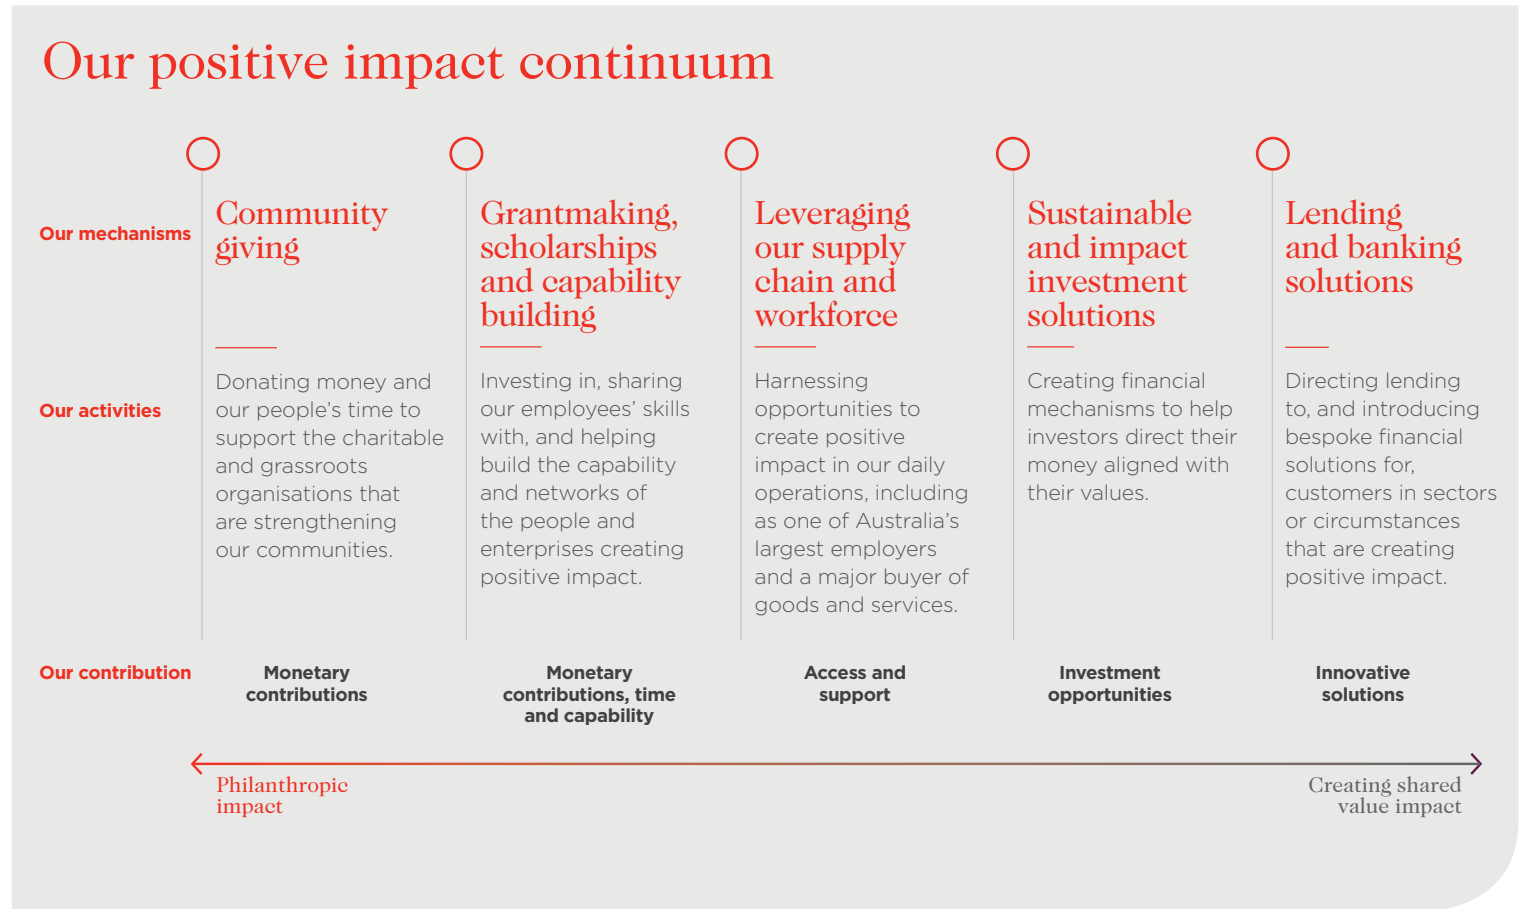 Our positive impact continuum
Our mechanisms
Community
giving
Grantmaking,
scholarships
and capability
building
Leveraging
our supply
chain and
workforce
Sustainable
and impact
investment
solutions
Lending
and banking
solutions
Our activities
Donating money and
our people’s time to
support the charitable
and grassroots
organisations that
are strengthening
our communities.
Investing in, sharing
our employees’ skills
with, and helping
build the capability
and networks of
the people and
enterprises creating
positive impact.
Harnessing
opportunities to
create positive
impact in our daily
operations, including
as one of Australia’s
largest employers
and a major buyer of
goods and services.
Creating financial
mechanisms to help
investors direct their
money aligned with
their values.
Directing lending
to, and introducing
bespoke financial
solutions for,
customers in sectors
or circumstances
that are creating
positive impact.
Our contribution
Monetary
contributions
Monetary
contributions, time
and capability
Access and
support
Investment
opportunities
Innovative
solutions
Philanthropic
impact
Creating shared
value impact